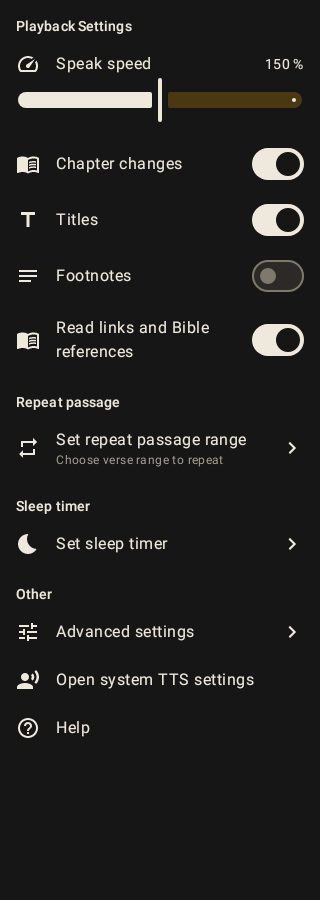 Playback Settings
Speak speed 150 %
Chapter changes
Titles
Footnotes
Read links and Bible
references
Repeat passage
Set repeat passage range
Choose verse range to repeat
Sleep timer
Set sleep timer
Other
Advanced settings
Open system TTS settings
Help